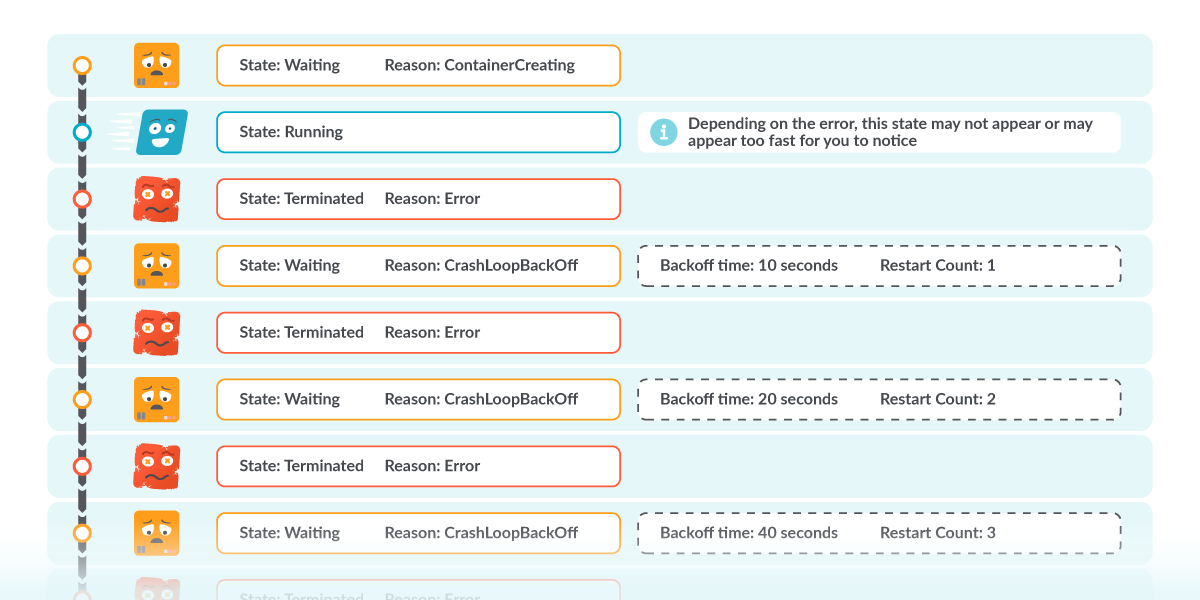 State: Waiting Reason: ContainerCreating
State: Running
Depending on the error, this state may not appear or may
appear too fast for you to notice
State: Terminated Reason: Error
State: Waiting Reason: CrashLoopBackOff Backoff time: 10 seconds Restart Count: 1
State: Terminated Reason: Error
State: Waiting Reason: CrashLoopBackOff Backoff time: 20 seconds Restart Count: 2
State: Terminated Reason: Error
State: Waiting Reason: CrashLoopBackOff Backoff time: 40 seconds Restart Count: 3
State: Terminated Reason: Error